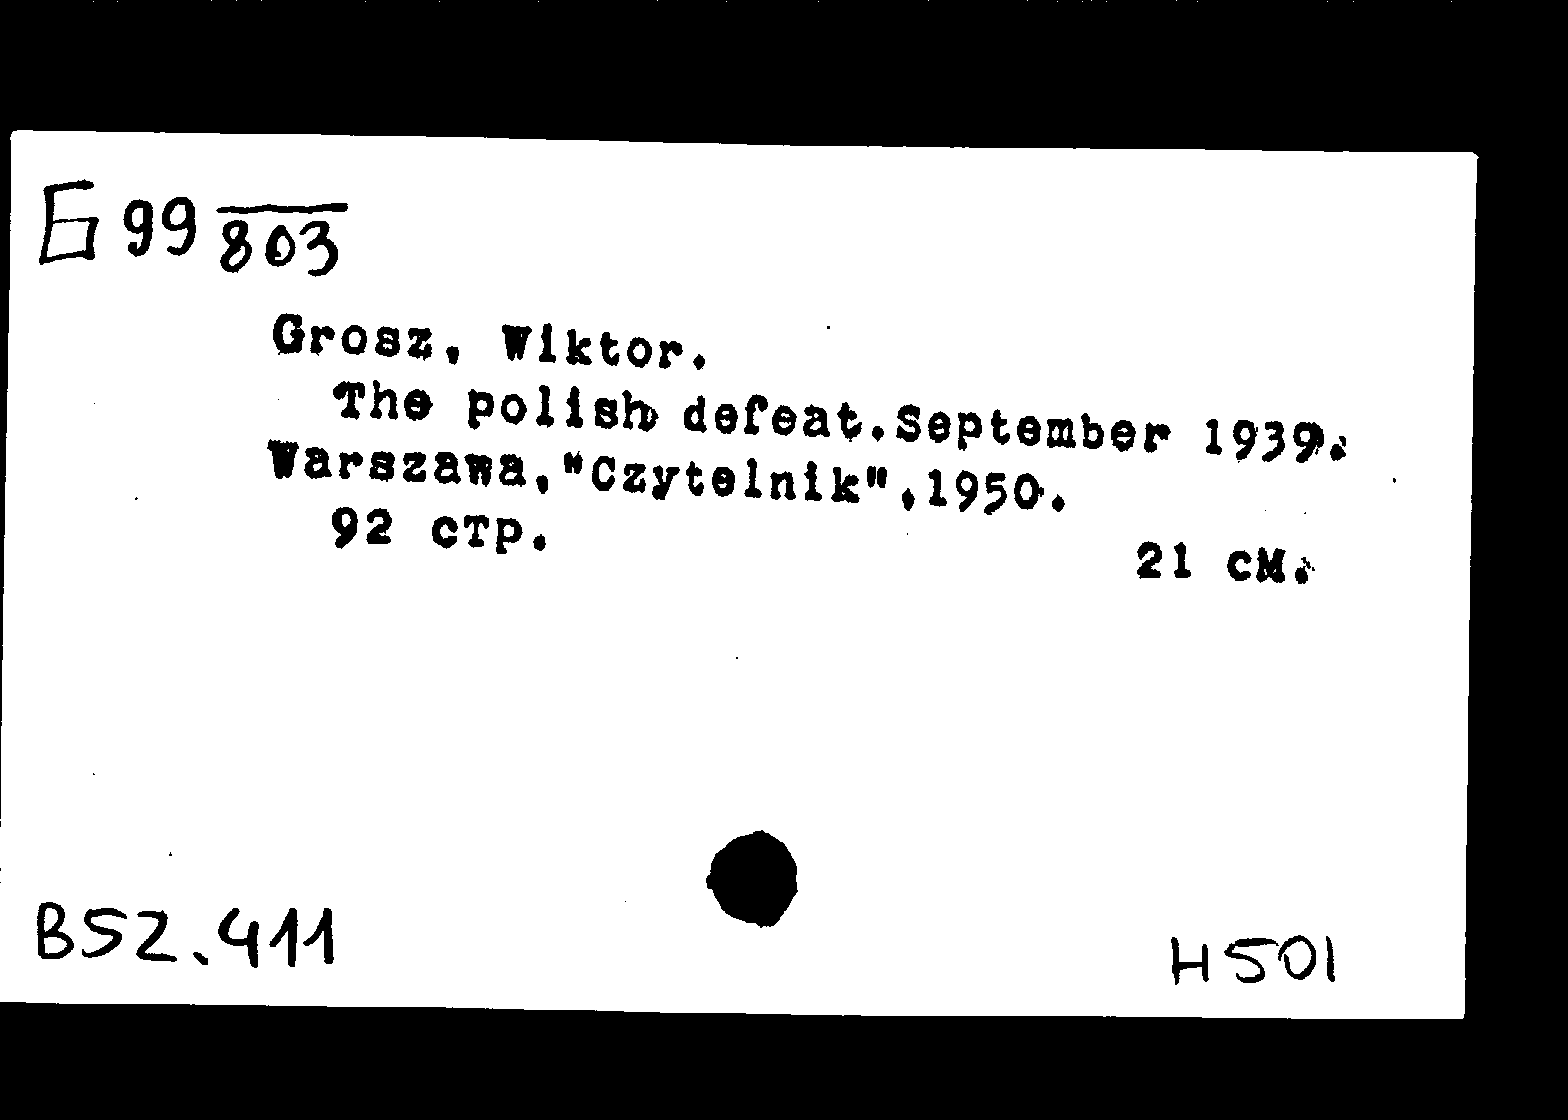 Б 99 803
Grosz, Wiktor.
The polish defeat.September 1939.
Warszawa,"Czytelnik",1950.
92 стр.
21 см.
B52.411
H501